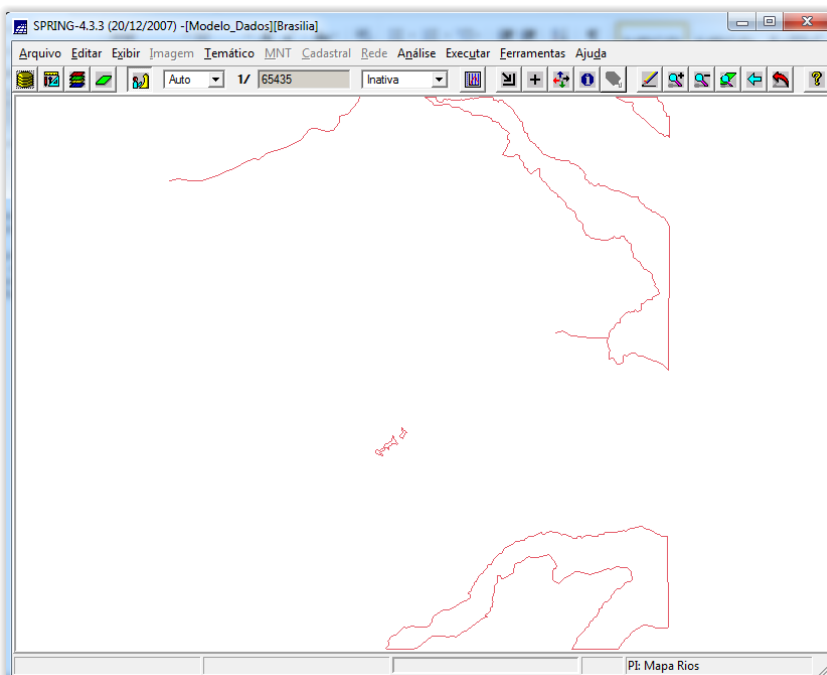 SPRING-4.3.3 (20/12/2007) -[Modelo_Dados][Brasilia]
Arquivo Editar Exibir Imagem Temático MNT Cadastral Rede Análise Executar Ferramentas Ajuda
Auto 1/ 65435 Inativa
PI: Mapa Rios